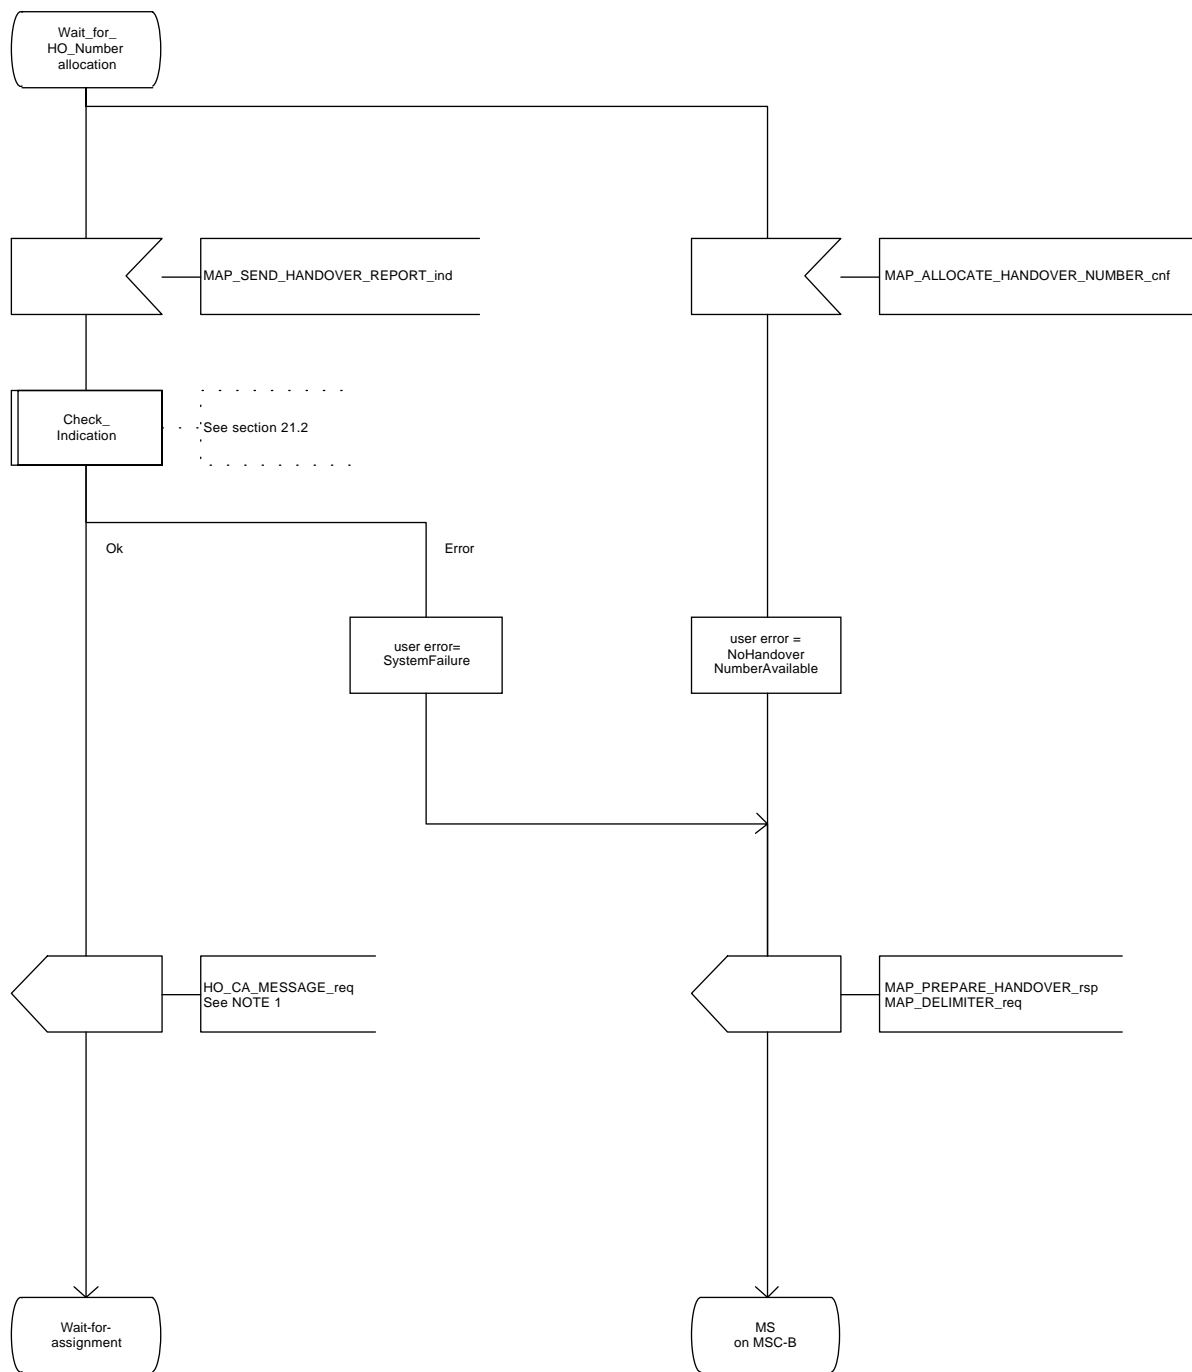 Wait_for_
HO_Number
allocation
MAP_SEND_HANDOVER_REPORT_ind
MAP_ALLOCATE_HANDOVER_NUMBER_cnf
Check_
Indication
See section 21.2
Ok
Error
user error=
SystemFailure
user error =
NoHandover
NumberAvailable
HO_CA_MESSAGE_req
See NOTE 1
MAP_PREPARE_HANDOVER_rsp
MAP_DELIMITER_req
Wait-for-
assignment
MS
on MSC-B